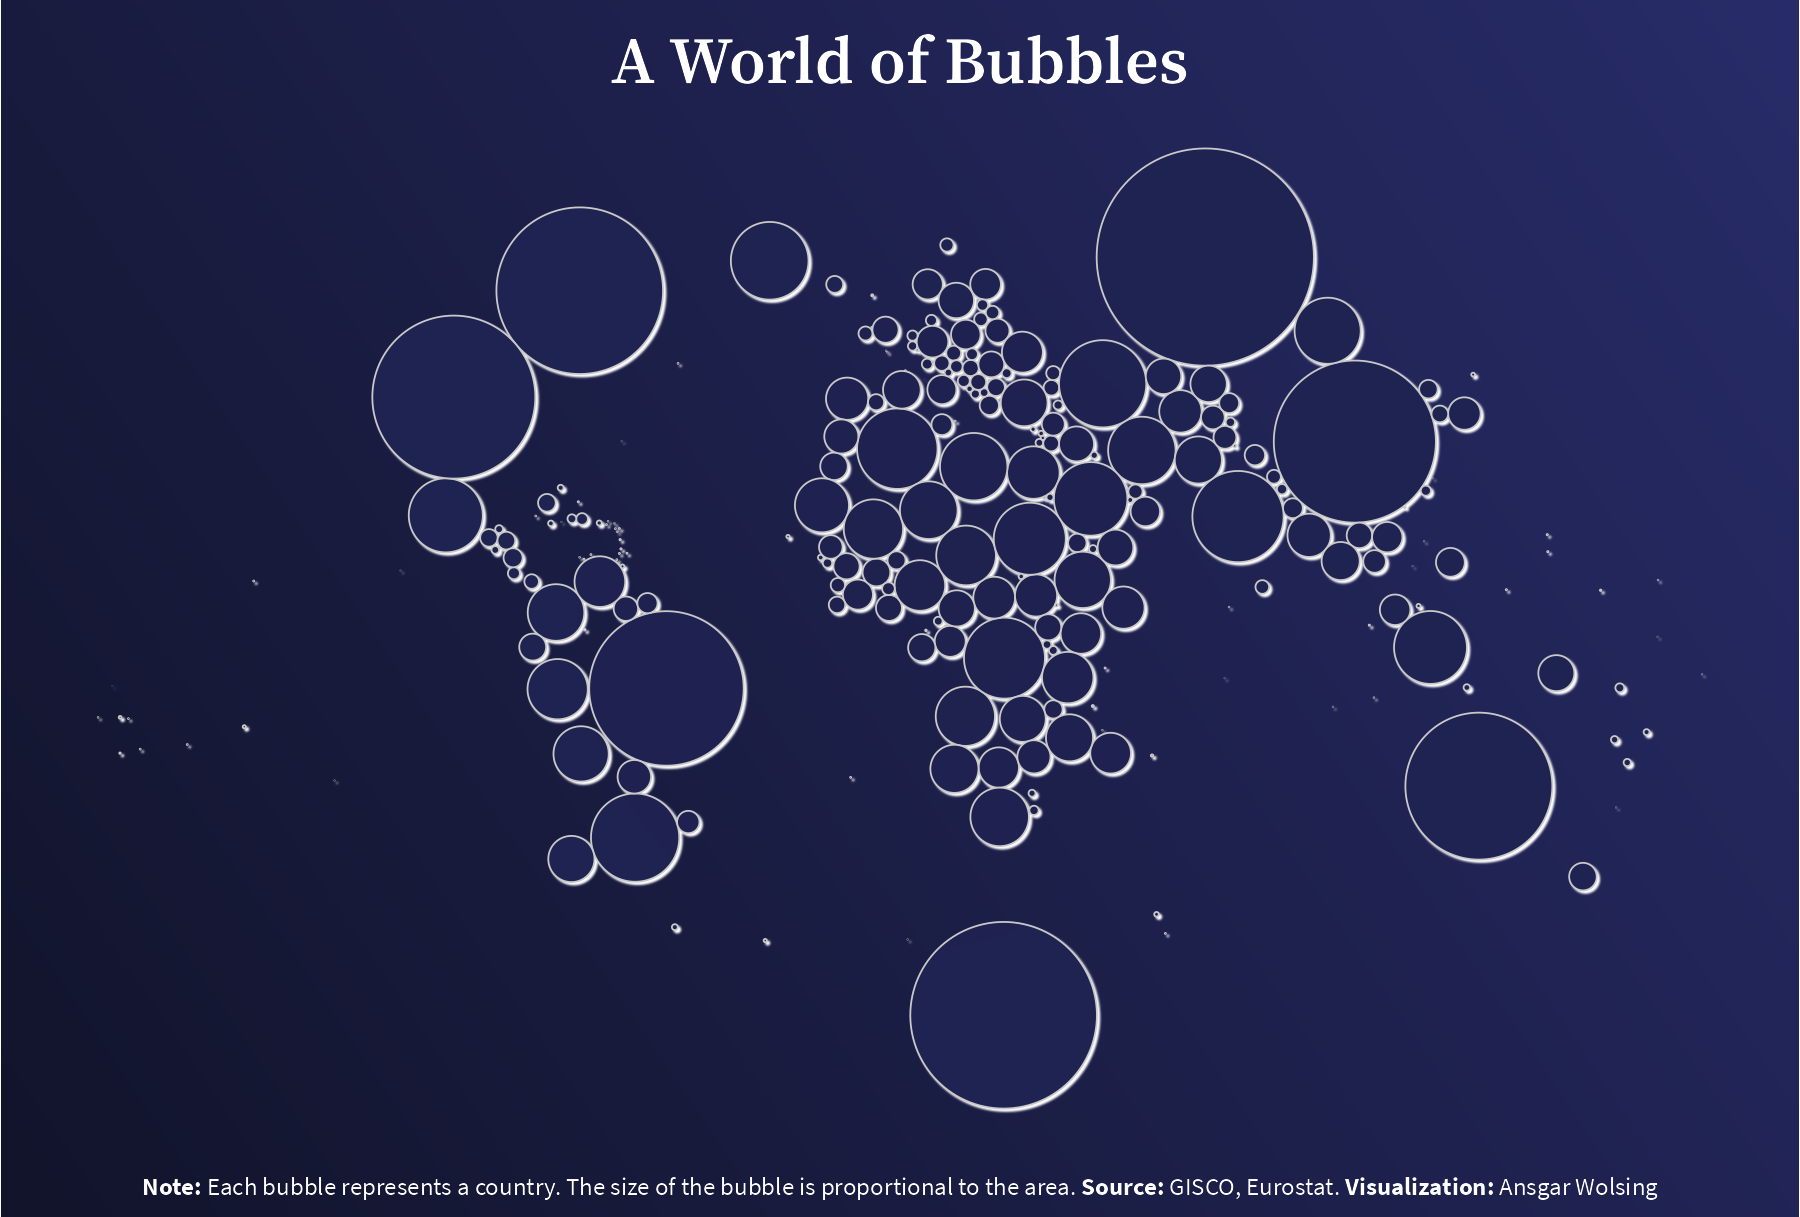 A World of Bubbles
Note: Each bubble represents a country. The size of the bubble is proportional to the area. Source: GISCO, Eurostat. Visualization: Ansgar Wolsing